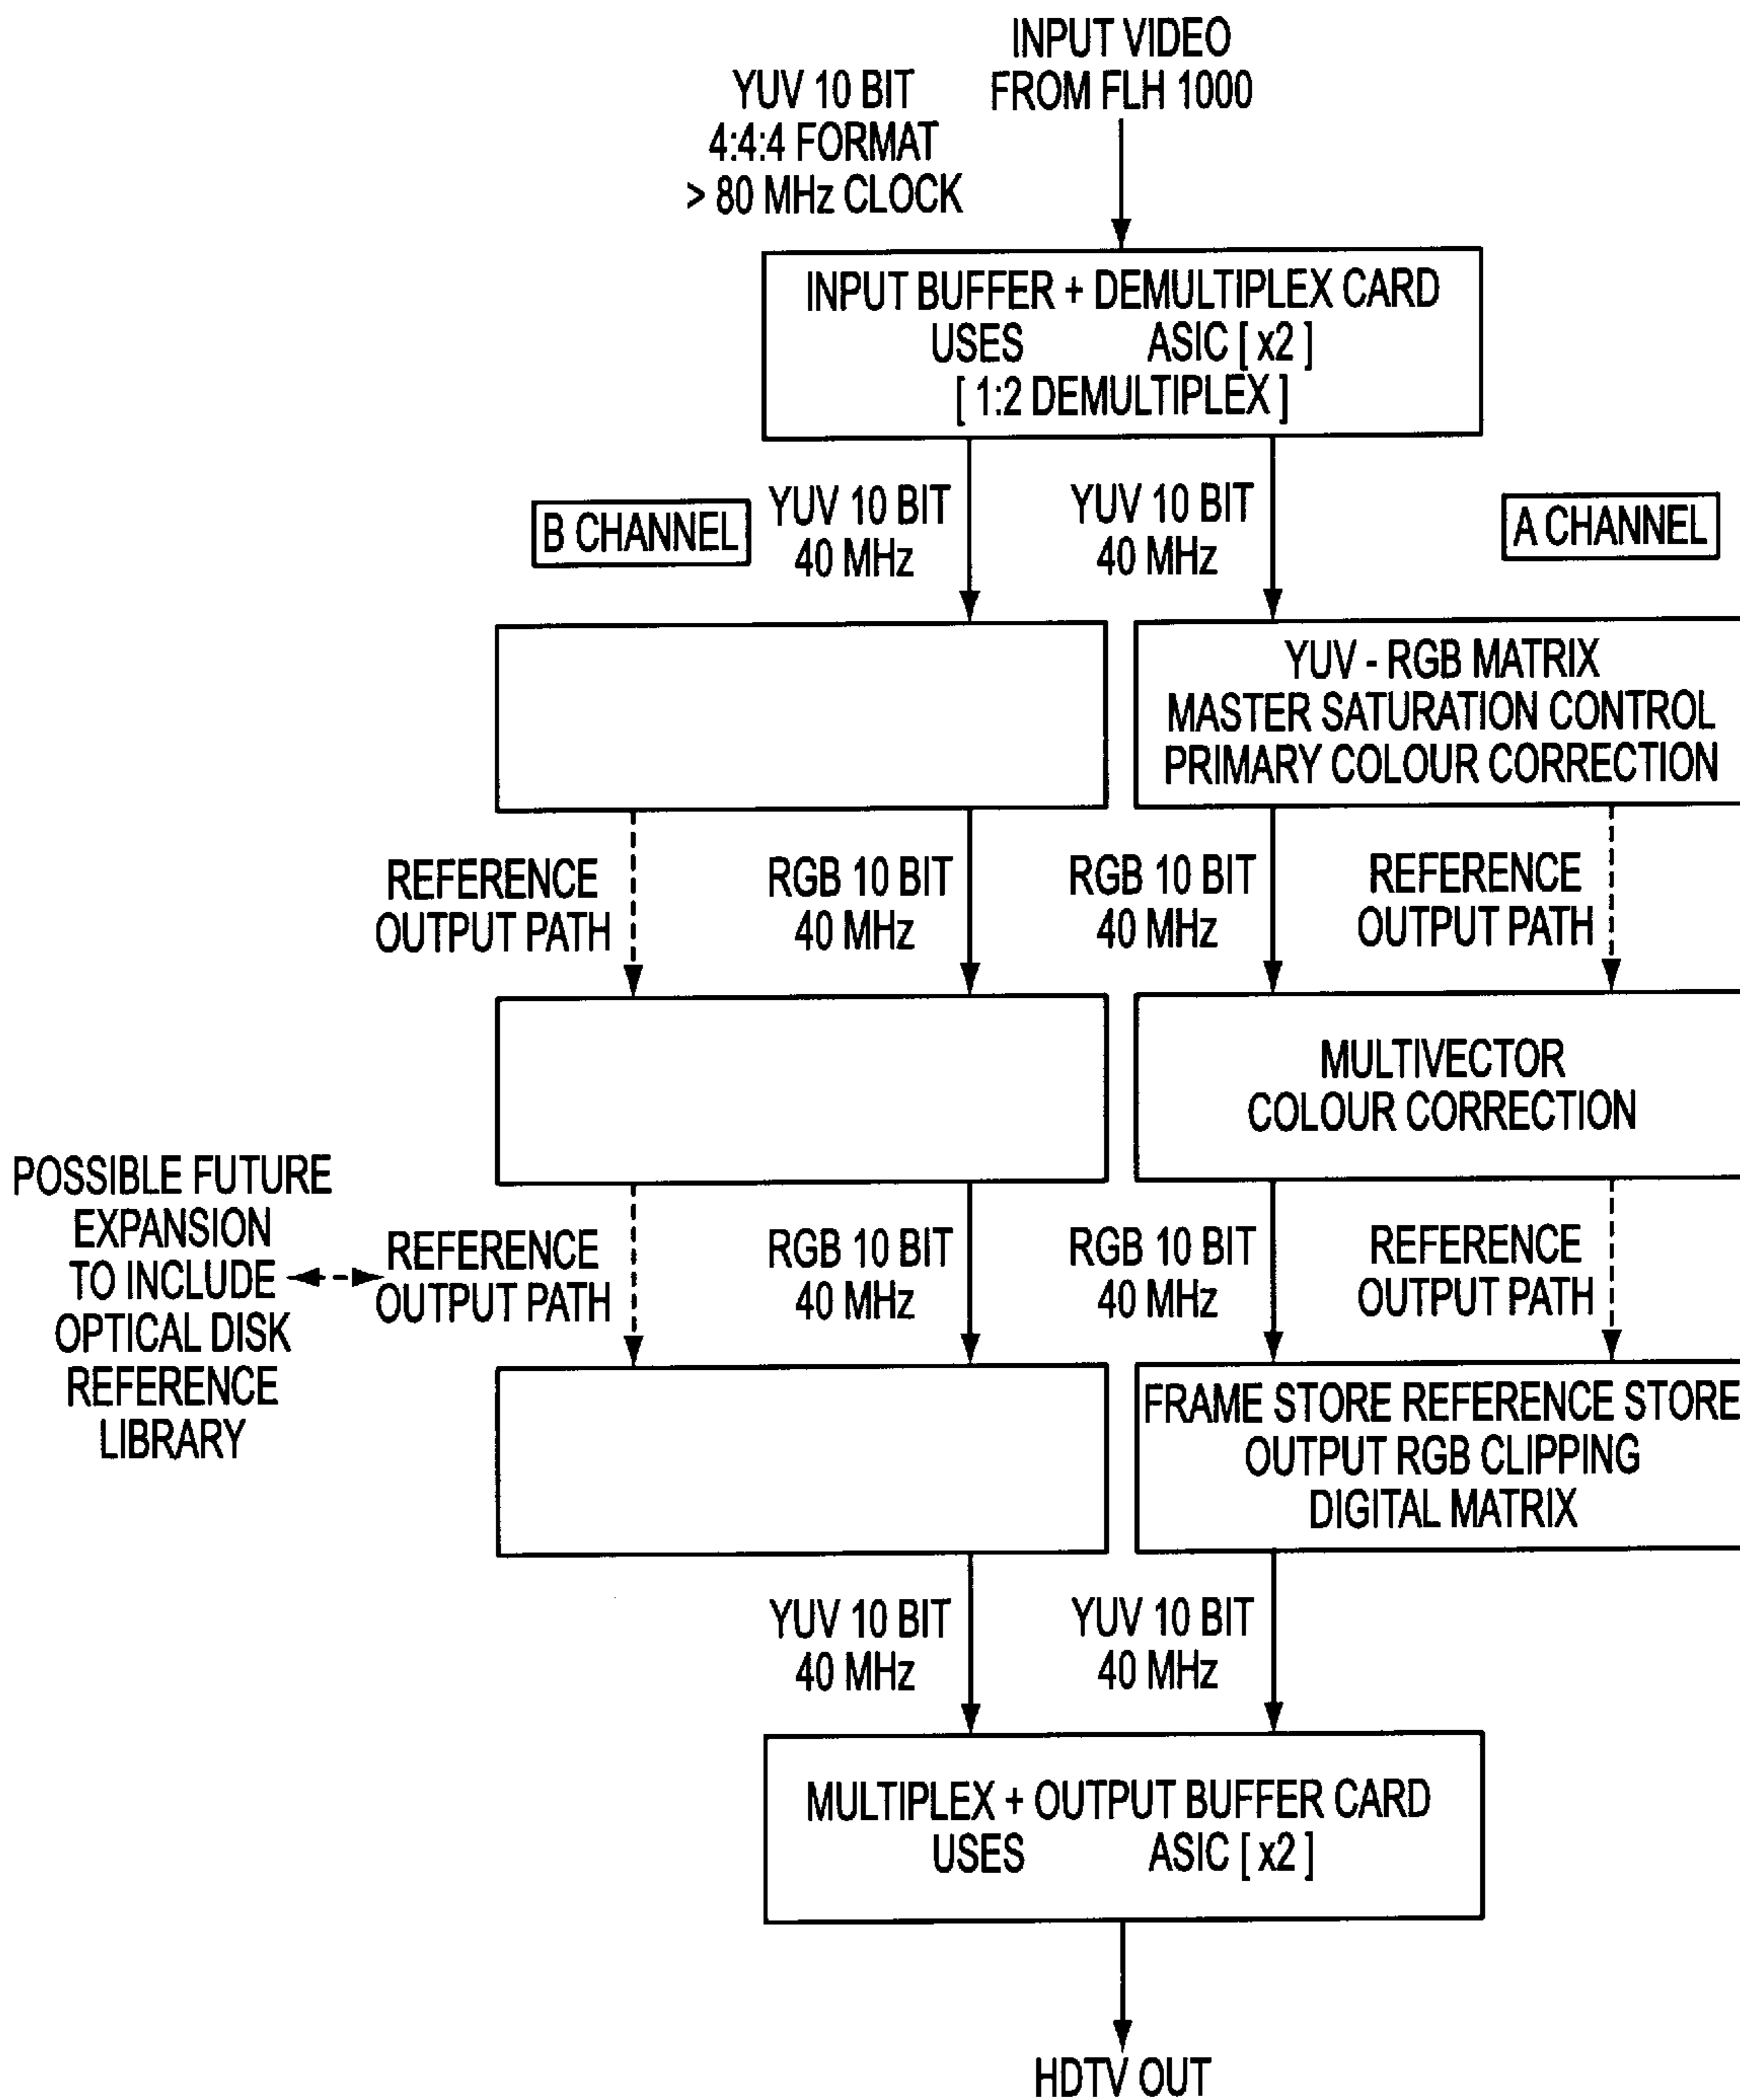 INPUT VIDEO
FROM FLH 1000
YUV 10 BIT
4:4:4 FORMAT
> 80 MHz CLOCK
INPUT BUFFER + DEMULTIPLEX CARD
USES ASIC [ x2 ]
[ 1:2 DEMULTIPLEX ]
B CHANNEL
YUV 10 BIT
40 MHz
YUV 10 BIT
40 MHz
A CHANNEL
YUV - RGB MATRIX
MASTER SATURATION CONTROL
PRIMARY COLOUR CORRECTION
REFERENCE
OUTPUT PATH
RGB 10 BIT
40 MHz
RGB 10 BIT
40 MHz
REFERENCE
OUTPUT PATH
MULTIVECTOR
COLOUR CORRECTION
POSSIBLE FUTURE
EXPANSION
TO INCLUDE
OPTICAL DISK
REFERENCE
LIBRARY
REFERENCE
OUTPUT PATH
RGB 10 BIT
40 MHz
RGB 10 BIT
40 MHz
REFERENCE
OUTPUT PATH
FRAME STORE REFERENCE STORE
OUTPUT RGB CLIPPING
DIGITAL MATRIX
YUV 10 BIT
40 MHz
YUV 10 BIT
40 MHz
MULTIPLEX + OUTPUT BUFFER CARD
USES ASIC [ x2 ]
HDTV OUT